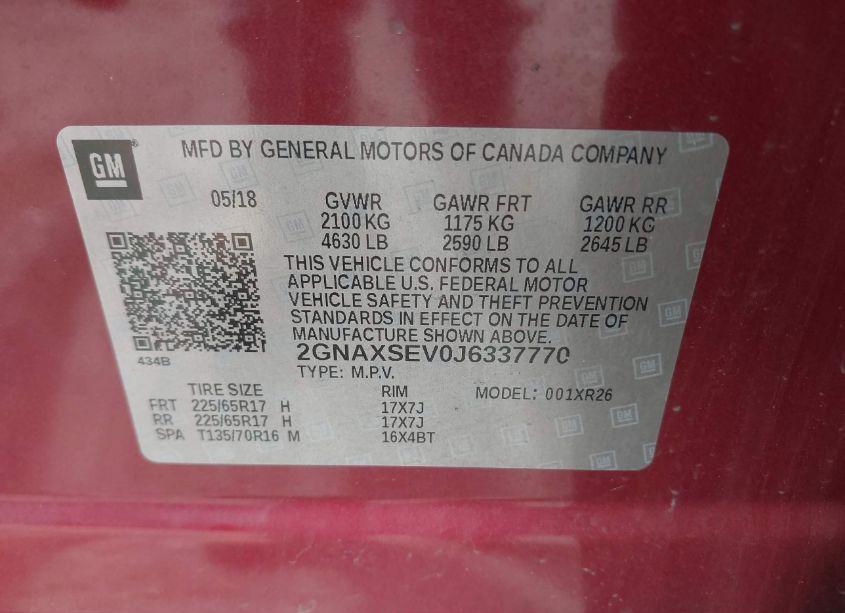 GM
MFD BY GENERAL MOTORS OF CANADA COMPANY
05/18 GVWR GAWR FRT GAWR RR
2100 KG 1175 KG 1200 KG
4630 LB 2590 LB 2645 LB
THIS VEHICLE CONFORMS TO ALL
APPLICABLE U.S. FEDERAL MOTOR
VEHICLE SAFETY AND THEFT PREVENTION
STANDARDS IN EFFECT ON THE DATE OF
MANUFACTURE SHOWN ABOVE.
434B
2GNAXSEV0J6337770
TYPE: M.P.V.
TIRE SIZE RIM MODEL: 001XR26
FRT 225/65R17 H 17X7J
RR 225/65R17 H 17X7J
SPA T135/70R16 M 16X4BT